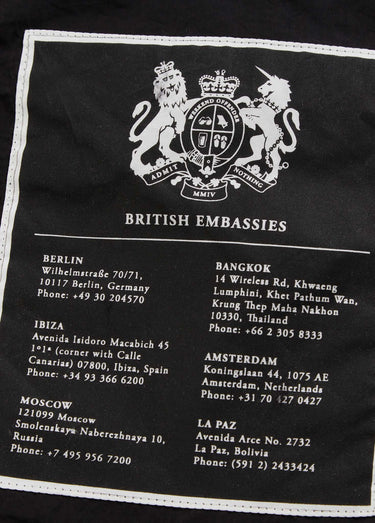 WEEKEND OFFENDER
ADMIT NOTHING
MMIV
BRITISH EMBASSIES
BERLIN
Wilhelmstraße 70/71,
10117 Berlin, Germany
Phone: +49 30 204570
IBIZA
Avenida Isidoro Macabich 45
1º1ª (corner with Calle
Canarias) 07800, Ibiza, Spain
Phone: +34 93 366 6200
MOSCOW
121099 Moscow
Smolenskaya Naberezhnaya 10,
Russia
Phone: +7 495 956 7200
BANGKOK
14 Wireless Rd, Khwaeng
Lumphini, Khet Pathum Wan,
Krung Thep Maha Nakhon
10330, Thailand
Phone: +66 2 305 8333
AMSTERDAM
Koningslaan 44, 1075 AE
Amsterdam, Netherlands
Phone: +31 70 427 0427
LA PAZ
Avenida Arce No. 2732
La Paz, Bolivia
Phone: (591 2) 2433424